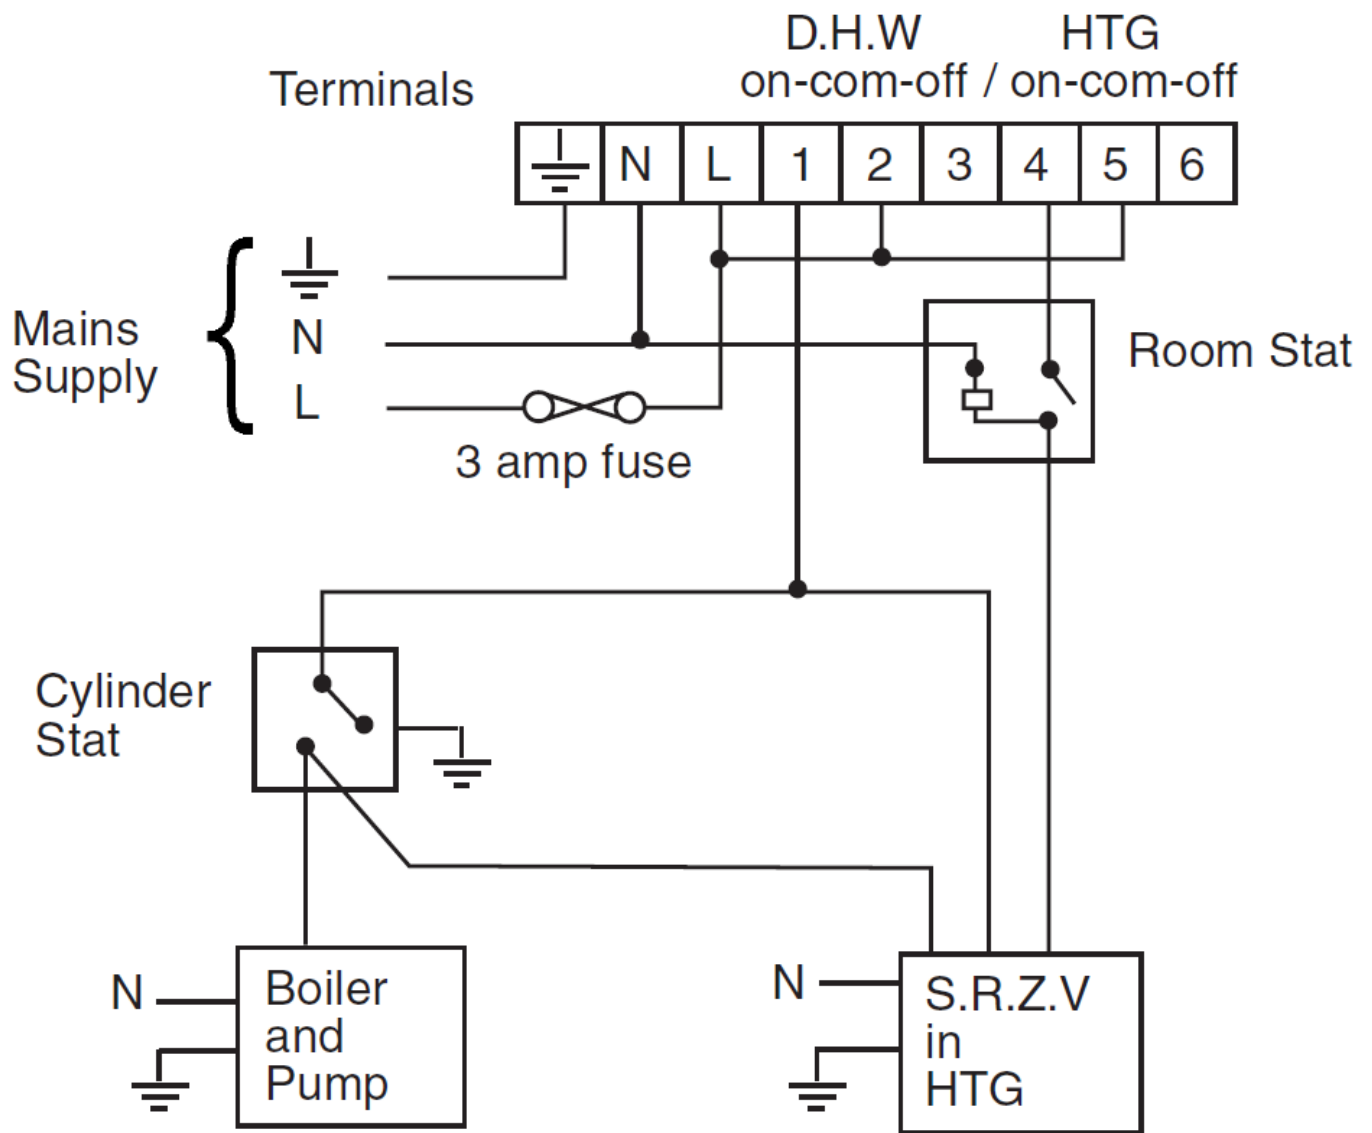 D.H.W HTG
on-com-off / on-com-off
Terminals
N L 1 2 3 4 5 6
Mains
Supply
N
L
3 amp fuse
Room Stat
Cylinder
Stat
N
Boiler
and
Pump
N
S.R.Z.V
in
HTG